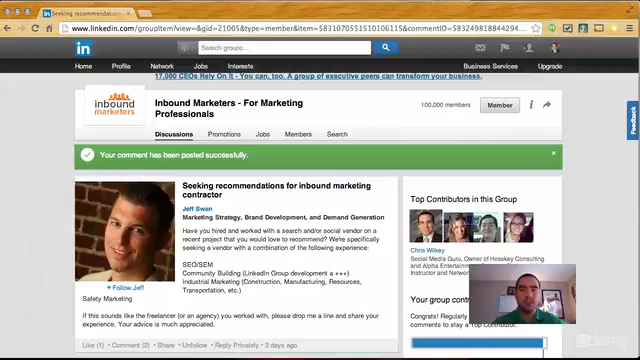 Seeking recommendations
www.linkedin.com/groupItem?view=&gid=21005&type=member&item=5831070551510106115&commentID=583249818844294...
in
Search groups...
Home Profile Network Jobs Interests Business Services Upgrade
17,000 CEOs Rely On It - You can, too. A group of executive peers can transform your business.
inbound
marketers
Inbound Marketers - For Marketing
Professionals
100,000 members
Member
Discussions Promotions Jobs Members Search
Feedback
Your comment has been posted successfully.
Seeking recommendations for inbound marketing
contractor
Jeff Swan
Marketing Strategy, Brand Development, and Demand Generation
Have you hired and worked with a search and/or social vendor on a
recent project that you would love to recommend? We're specifically
seeking a vendor with a combination of the following experience:
SEO/SEM
Community Building (LinkedIn Group development a +++)
Industrial Marketing (Construction, Manufacturing, Resources,
Transportation, etc.)
+ Follow Jeff
Safety Marketing
If this sounds like the freelancer (or an agency) you worked with, please drop me a line and share your
experience. Your advice is much appreciated.
Like (1) • Comment (2) • Share • Unfollow • Reply Privately • 3 days ago
Top Contributors in this Group
Chris Wilkey
Social Media Guru, Owner of Hosskey Consulting
and Alpha Entertainment
Instructor and Networ
Your group contri
Congrats! Regularly
comments to stay a Top Contributor.
udemy